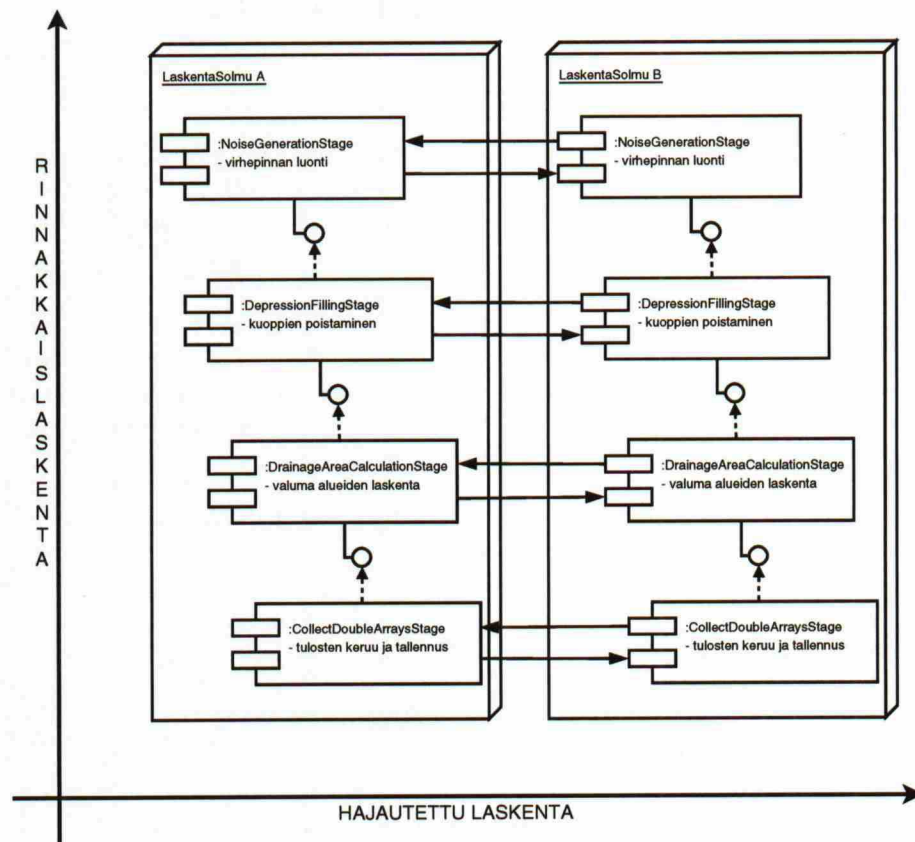 LaskentaSolmu A
:NoiseGenerationStage
- virhepinnan luonti
:DepressionFillingStage
- kuoppien poistaminen
:DrainageAreaCalculationStage
- valuma alueiden laskenta
:CollectDoubleArraysStage
- tulosten keruu ja tallennus
LaskentaSolmu B
:NoiseGenerationStage
- virhepinnan luonti
:DepressionFillingStage
- kuoppien poistaminen
:DrainageAreaCalculationStage
- valuma alueiden laskenta
:CollectDoubleArraysStage
- tulosten keruu ja tallennus
RINNAKKAISLASKENTA
HAJAUTETTU LASKENTA